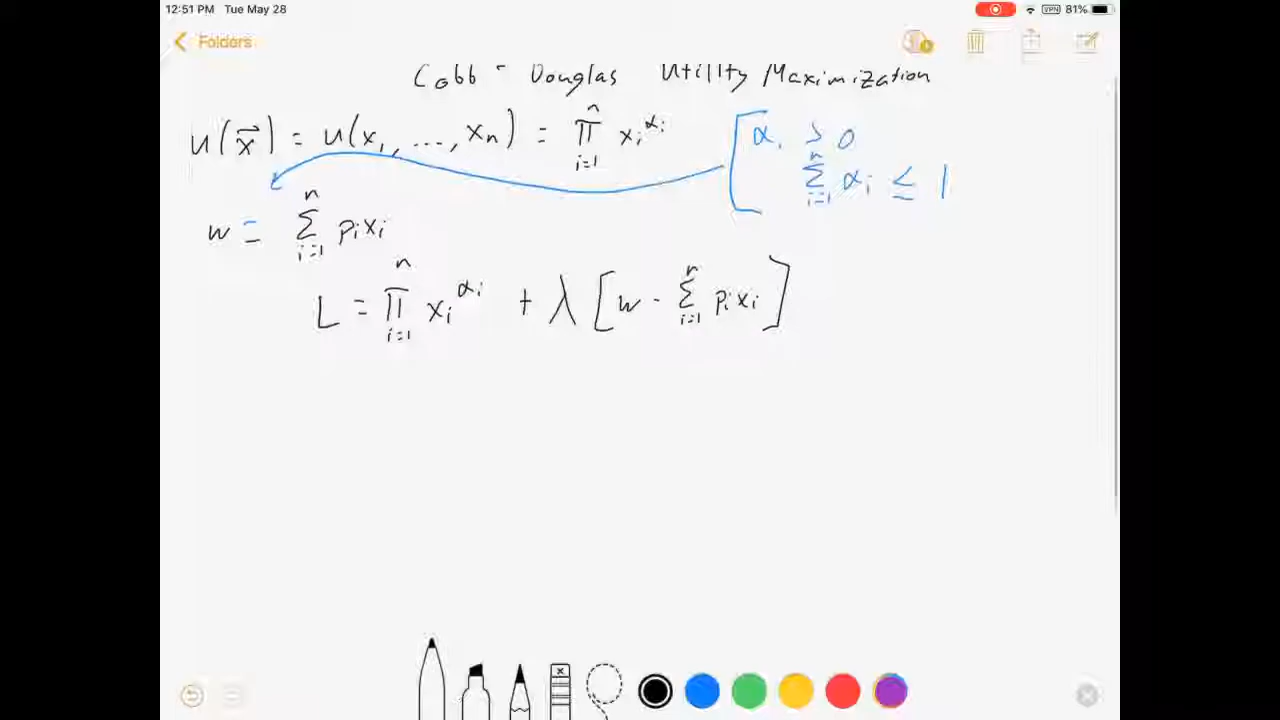 12:51 PM Tue May 28
VPN 81%
Folders
Cobb - Douglas Utility Maximization
u(x⃗) = u(x₁, ..., xₙ) = ∏ᵢ₌₁ⁿ xᵢ^αᵢ
αᵢ > 0
∑ᵢ₌₁ⁿ αᵢ ≤ 1
w = ∑ᵢ₌₁ⁿ pᵢxᵢ
L = ∏ᵢ₌₁ⁿ xᵢ^αᵢ + λ [w - ∑ᵢ₌₁ⁿ pᵢxᵢ]